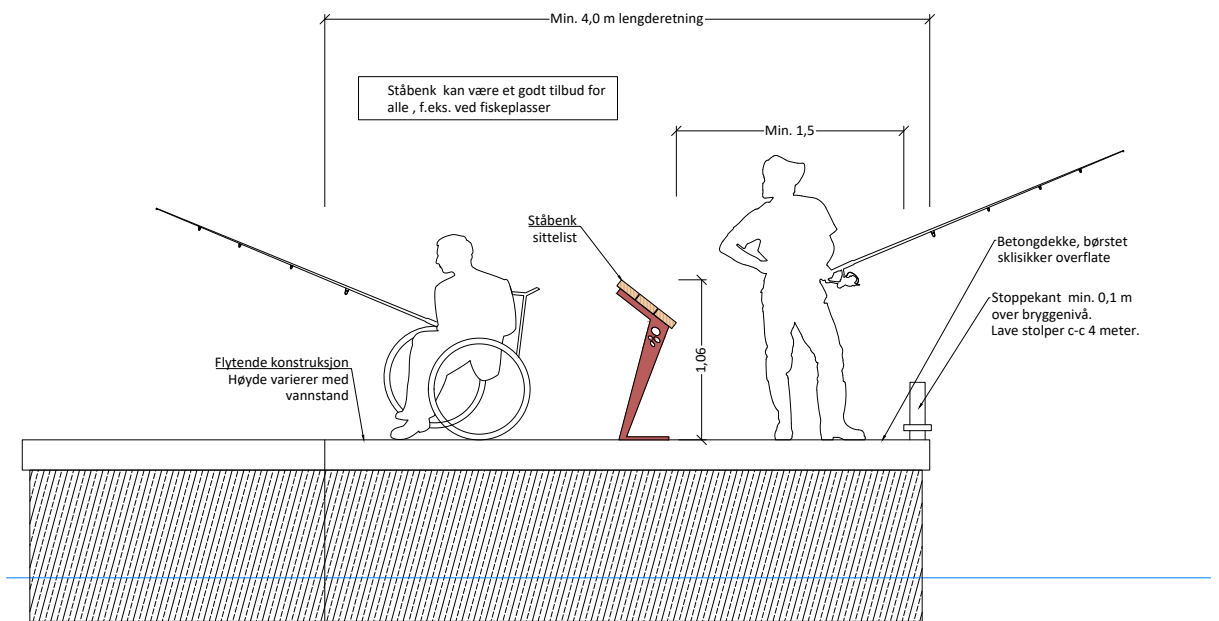 Min. 4,0 m lengderetning
Ståbenk kan være et godt tilbud for
alle , f.eks. ved fiskeplasser
Min. 1,5
Ståbenk
sittelist
Betongdekke, børstet
sklisikker overflate
Stoppekant min. 0,1 m
over bryggenivå.
Lave stolper c-c 4 meter.
1,06
Flytende konstruksjon
Høyde varierer med
vannstand